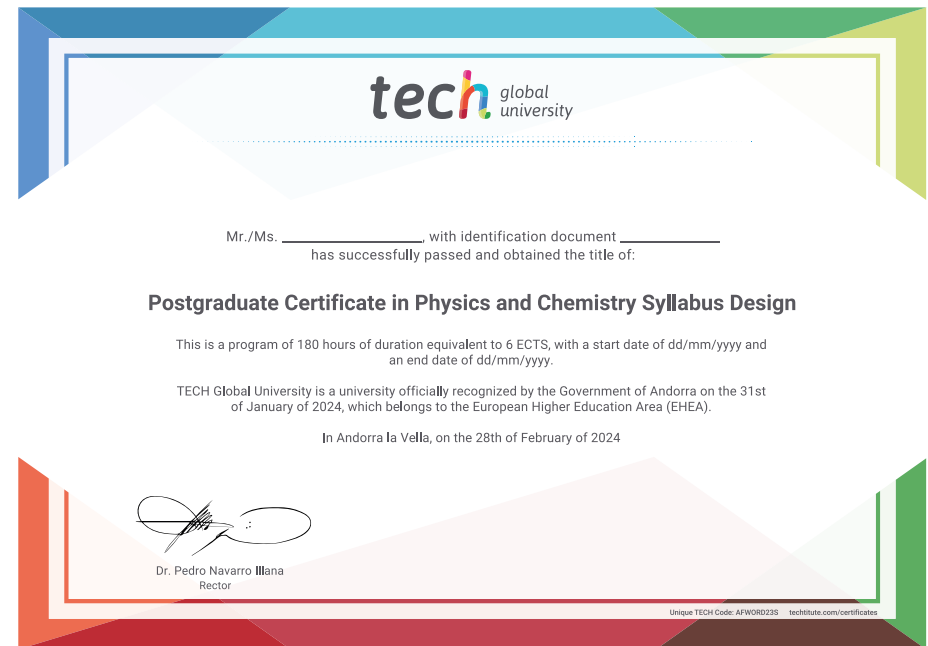 tech global
university
Mr./Ms. ____________________, with identification document ______________
has successfully passed and obtained the title of:
Postgraduate Certificate in Physics and Chemistry Syllabus Design
This is a program of 180 hours of duration equivalent to 6 ECTS, with a start date of dd/mm/yyyy and
an end date of dd/mm/yyyy.
TECH Global University is a university officially recognized by the Government of Andorra on the 31st
of January of 2024, which belongs to the European Higher Education Area (EHEA).
In Andorra la Vella, on the 28th of February of 2024
Dr. Pedro Navarro Illana
Rector
Unique TECH Code: AFWORD23S techtitute.com/certificates